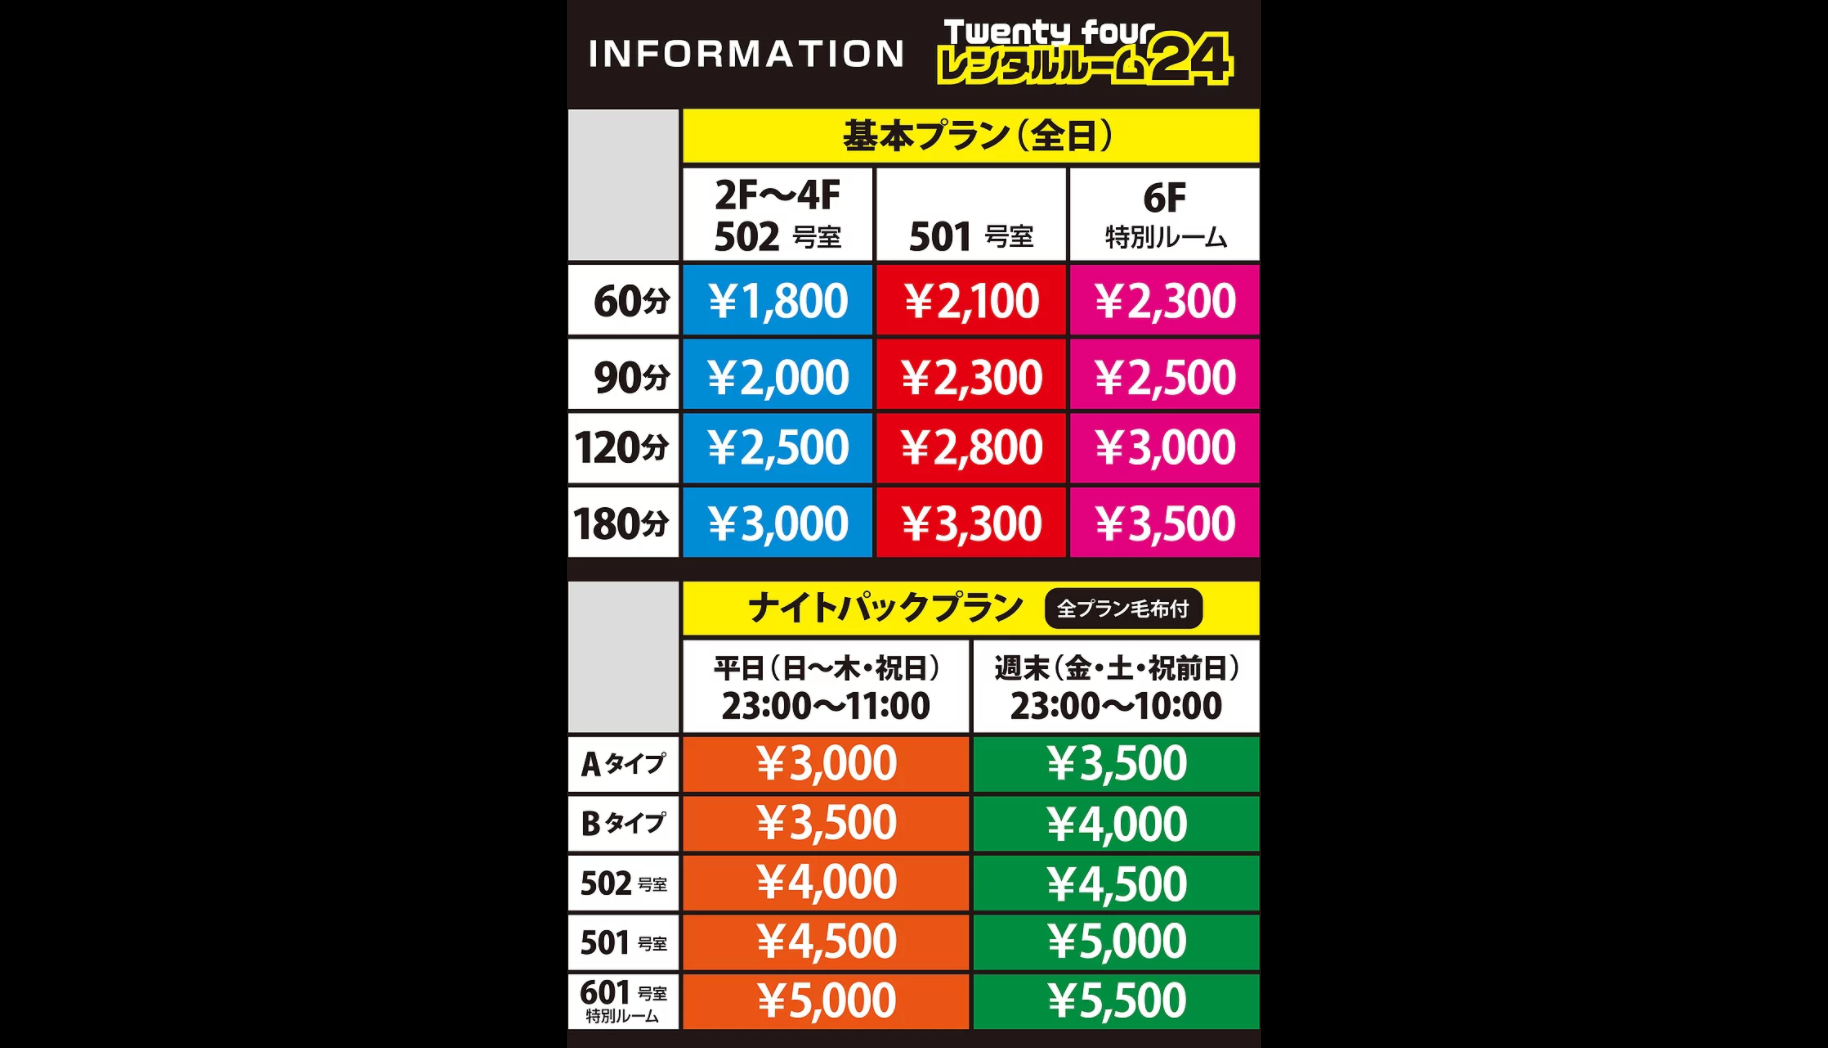 INFORMATION
Twenty four
レンタルルーム24
基本プラン（全日）
2F〜4F
502 号室
501 号室
6F
特別ルーム
60分 ￥1,800 ￥2,100 ￥2,300
90分 ￥2,000 ￥2,300 ￥2,500
120分 ￥2,500 ￥2,800 ￥3,000
180分 ￥3,000 ￥3,300 ￥3,500
ナイトパックプラン 全プラン毛布付
平日（日〜木・祝日）
23:00〜11:00
週末（金・土・祝前日）
23:00〜10:00
Aタイプ ￥3,000 ￥3,500
Bタイプ ￥3,500 ￥4,000
502 号室 ￥4,000 ￥4,500
501 号室 ￥4,500 ￥5,000
601 号室 ￥5,000 ￥5,500
特別ルーム